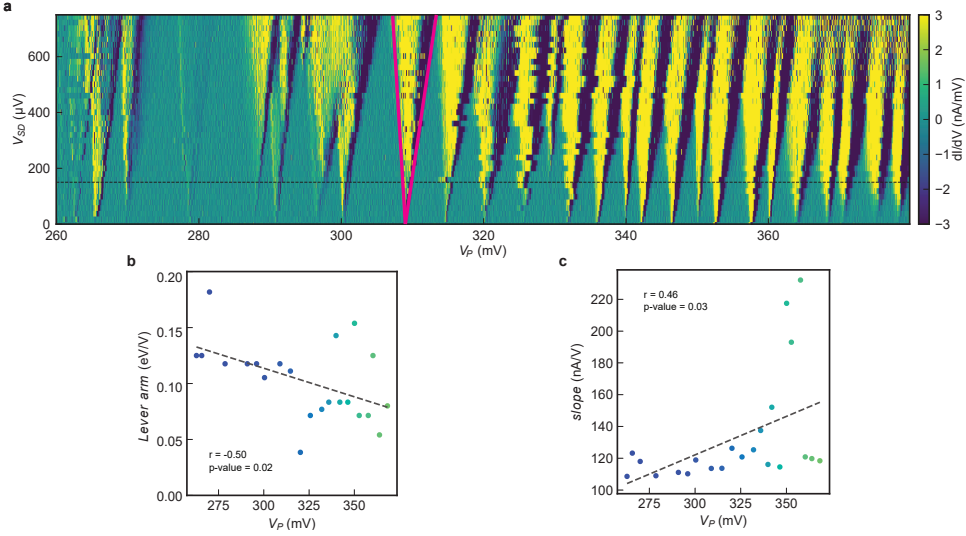 a
600
400
200
0
V_SD (µV)
260
280
300
320
340
360
V_P (mV)
3
2
1
0
−1
−2
−3
dI/dV (nA/mV)
b
0.20
0.15
0.10
0.05
0.00
Lever arm (eV/V)
r = -0.50
p-value = 0.02
275
300
325
350
V_P (mV)
c
220
200
180
160
140
120
100
slope (nA/V)
r = 0.46
p-value = 0.03
275
300
325
350
V_P (mV)